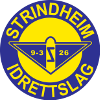 STRINDHEIM
9-3 S 26
IDRETTSLAG